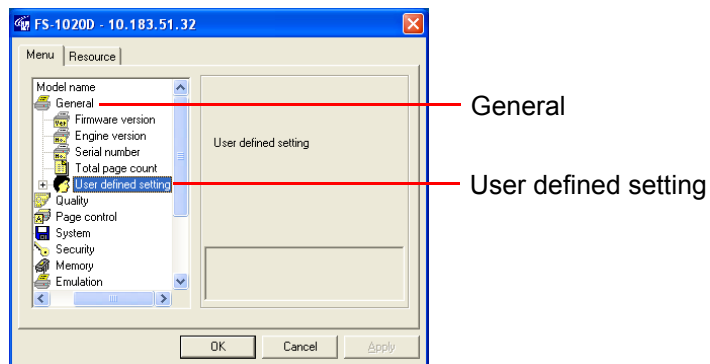 FS-1020D - 10.183.51.32
Menu
Resource
Model name
General
Firmware version
Engine version
Serial number
Total page count
User defined setting
Quality
Page control
System
Security
Memory
Emulation
User defined setting
OK
Cancel
Apply
General
User defined setting